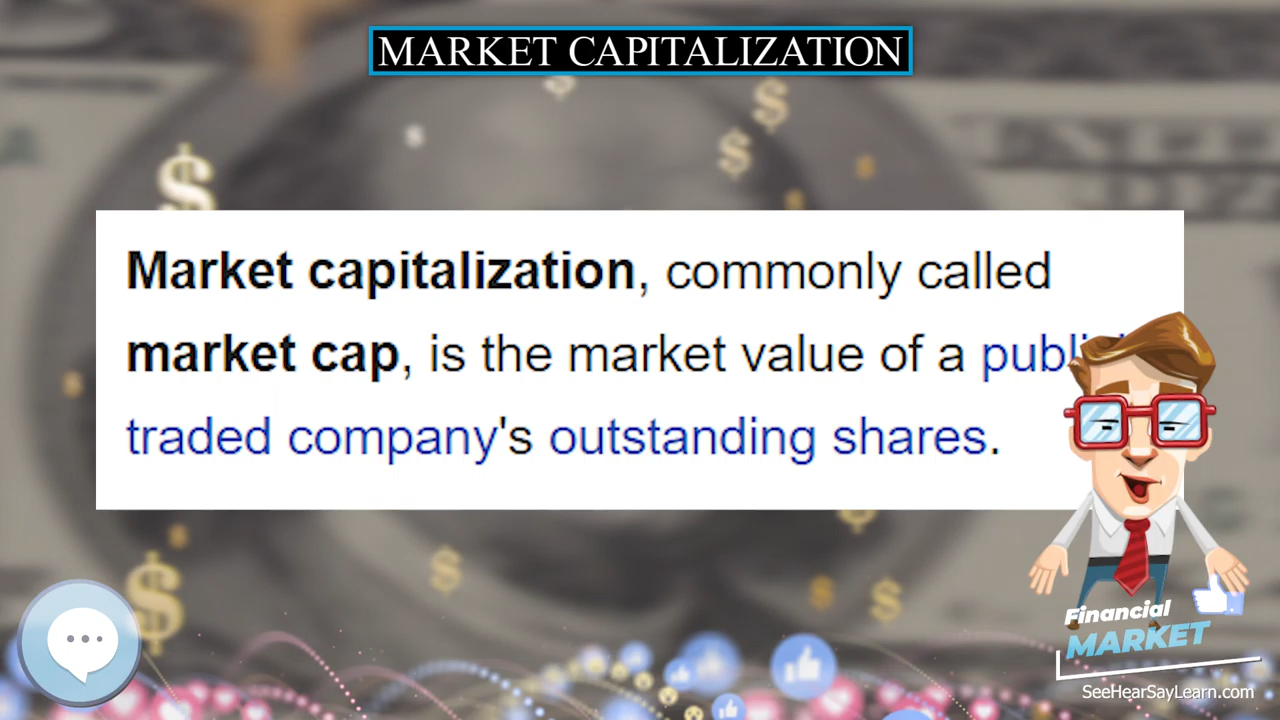 MARKET CAPITALIZATION
Market capitalization, commonly called
market cap, is the market value of a
traded company's outstanding shares.
Financial
MARKET
SeeHearSayLearn.com